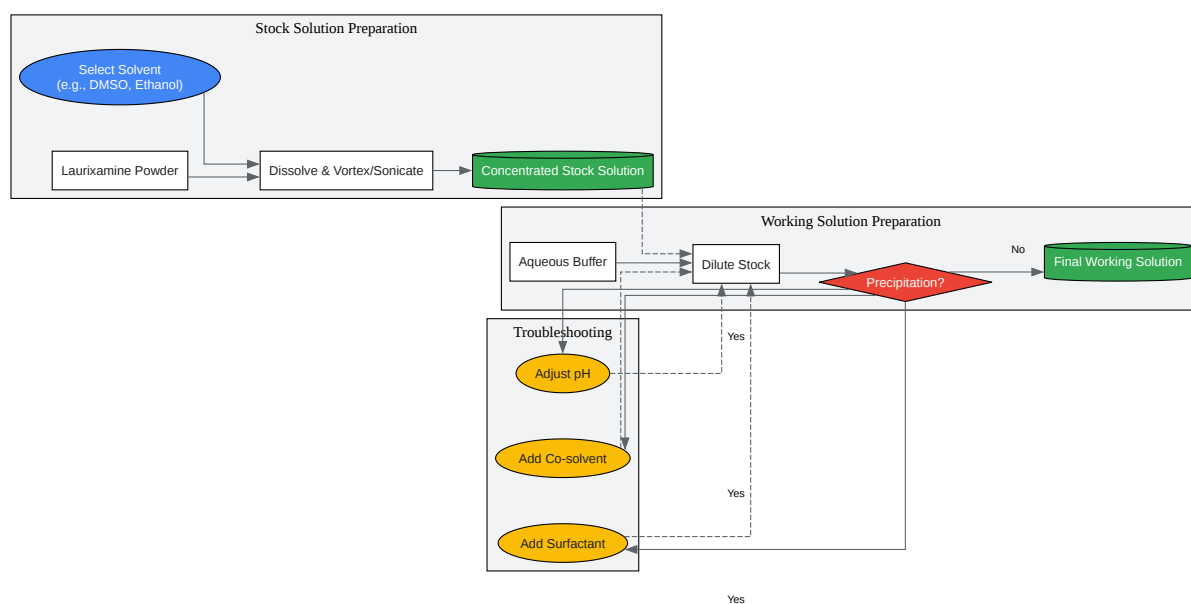 Stock Solution Preparation
Select Solvent
(e.g., DMSO, Ethanol)
Laurixamine Powder
Dissolve & Vortex/Sonicate
Concentrated Stock Solution
Working Solution Preparation
Aqueous Buffer
Dilute Stock
Precipitation?
No
Final Working Solution
Troubleshooting
Yes
Adjust pH
Add Co-solvent
Yes
Add Surfactant
Yes